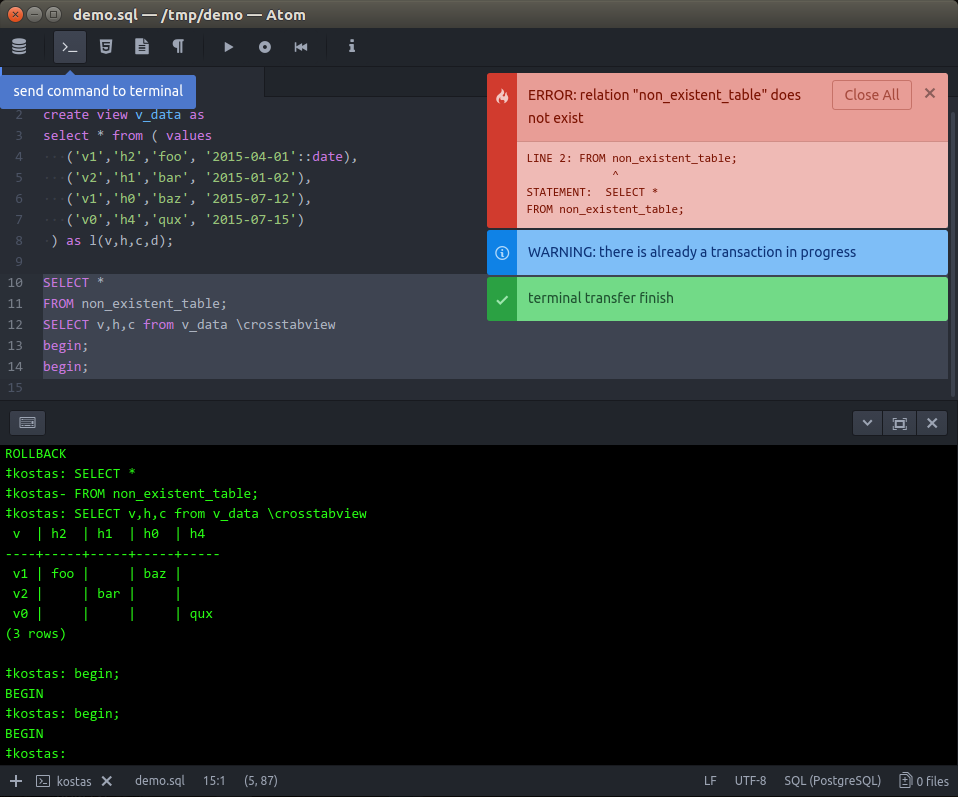 demo.sql — /tmp/demo — Atom
send command to terminal
2 create view v_data as
3 select * from ( values
4 ···('v1','h2','foo', '2015-04-01'::date),
5 ···('v2','h1','bar', '2015-01-02'),
6 ···('v1','h0','baz', '2015-07-12'),
7 ···('v0','h4','qux', '2015-07-15')
8 ·) as l(v,h,c,d);
9
10 SELECT *
11 FROM non_existent_table;
12 SELECT v,h,c from v_data \crosstabview
13 begin;
14 begin;
15
ERROR: relation "non_existent_table" does
not exist
Close All
LINE 2: FROM non_existent_table;
^
STATEMENT:  SELECT *
FROM non_existent_table;
WARNING: there is already a transaction in progress
terminal transfer finish
ROLLBACK
‡kostas: SELECT *
‡kostas- FROM non_existent_table;
‡kostas: SELECT v,h,c from v_data \crosstabview
 v  | h2  | h1  | h0  | h4
----+-----+-----+-----+-----
 v1 | foo |     | baz |
 v2 |     | bar |     |
 v0 |     |     |     | qux
(3 rows)
‡kostas: begin;
BEGIN
‡kostas: begin;
BEGIN
‡kostas:
kostas demo.sql 15:1 (5, 87) LF UTF-8 SQL (PostgreSQL) 0 files